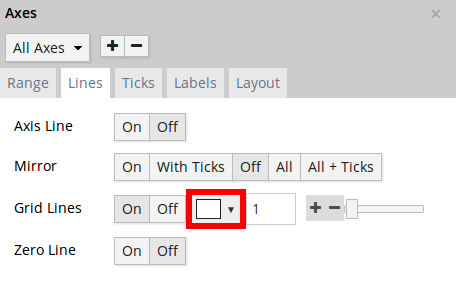 Axes ×
All Axes ▾ + −
Range Lines Ticks Labels Layout
Axis Line On Off
Mirror On With Ticks Off All All + Ticks
Grid Lines On Off ▾ 1 + −
Zero Line On Off